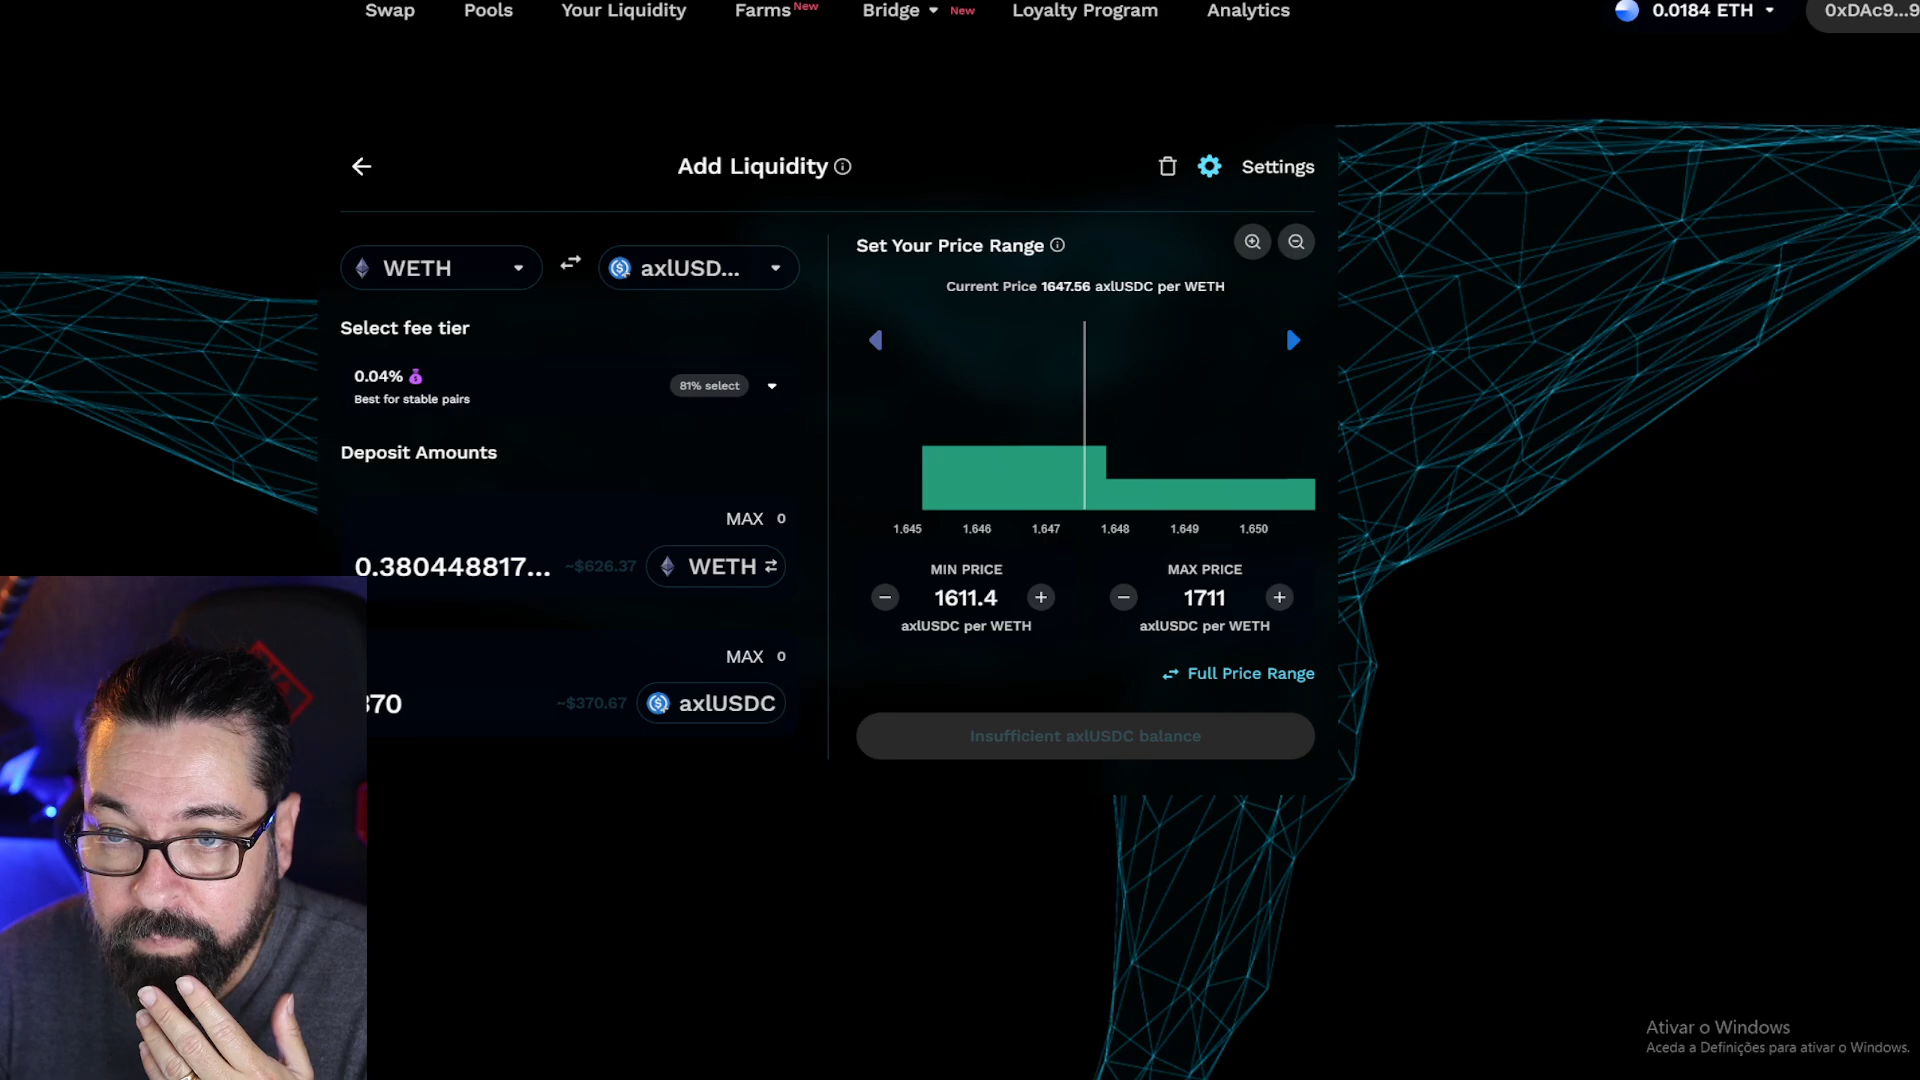 Swap Pools Your Liquidity Farms New Bridge New Loyalty Program Analytics 0.0184 ETH 0xDAc9...9
Add Liquidity Settings
WETH axlUSD...
Select fee tier
0.04%
Best for stable pairs
81% select
Deposit Amounts
MAX 0
0.380448817... ~$626.37 WETH
MAX 0
370 ~$370.67 axlUSDC
Set Your Price Range
Current Price 1647.56 axlUSDC per WETH
1,645 1,646 1,647 1,648 1,649 1,650
MIN PRICE
1611.4
axlUSDC per WETH
MAX PRICE
1711
axlUSDC per WETH
Full Price Range
Insufficient axlUSDC balance
Ativar o Windows
Aceda a Definições para ativar o Windows.